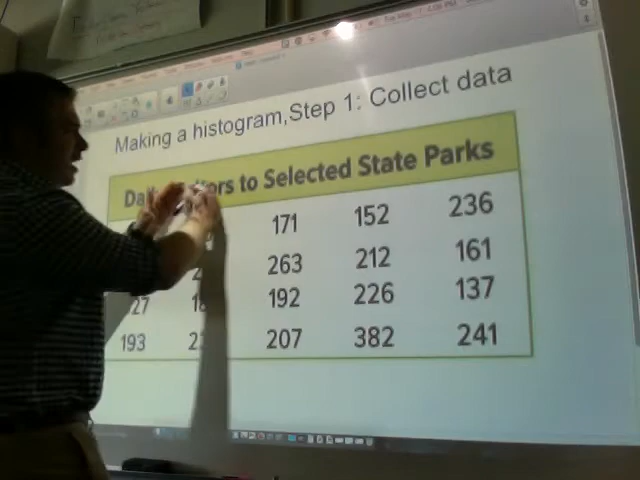 Making a histogram,Step 1: Collect data
to Selected State Parks
171 152 236
263 212 161
192 226 137
193 207 382 241